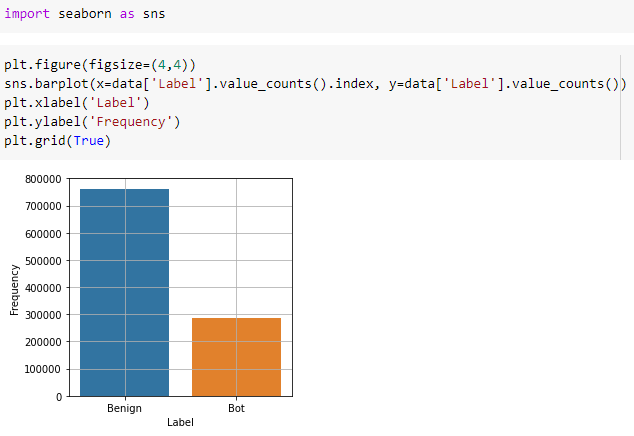 import seaborn as sns
plt.figure(figsize=(4,4))
sns.barplot(x=data['Label'].value_counts().index, y=data['Label'].value_counts())
plt.xlabel('Label')
plt.ylabel('Frequency')
plt.grid(True)
800000
700000
600000
500000
400000
300000
200000
100000
0
Frequency
Benign Bot
Label